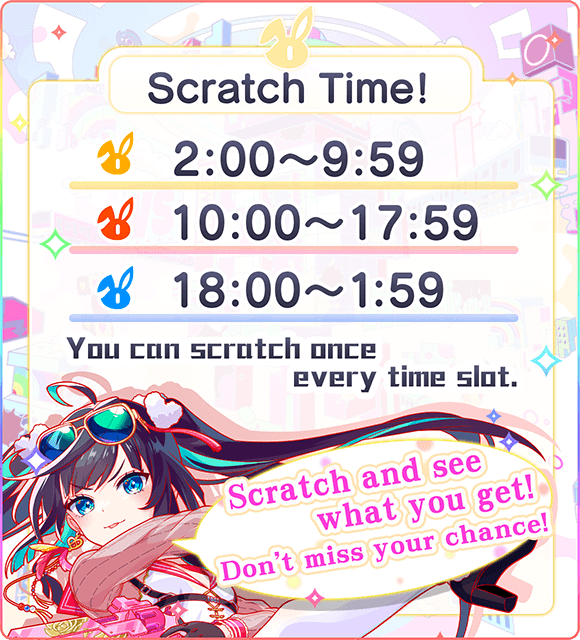 Scratch Time!
2:00～9:59
10:00～17:59
18:00～1:59
You can scratch once
every time slot.
Scratch and see
what you get!
Don't miss your chance!